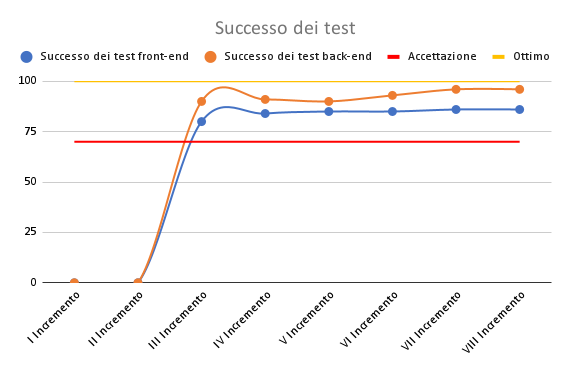 Successo dei test
Successo dei test front-end
Successo dei test back-end
Accettazione
Ottimo
100
75
50
25
0
I Incremento
II Incremento
III Incremento
IV Incremento
V Incremento
VI Incremento
VII Incremento
VIII Incremento